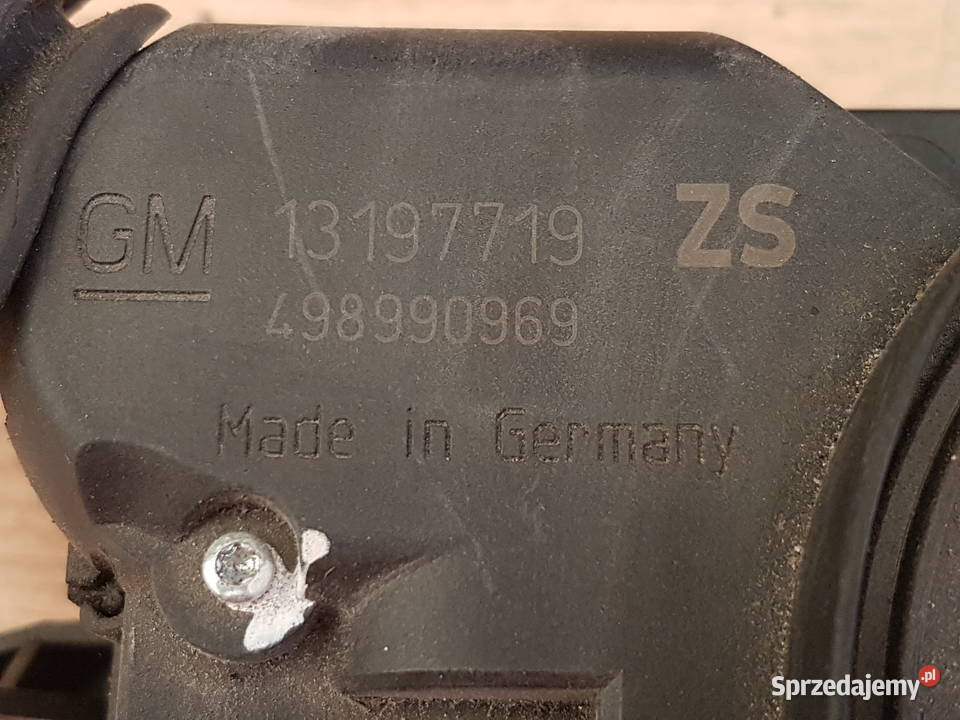 GM 13197719 ZS
498990969
Made in Germany
Sprzedajemy.pl